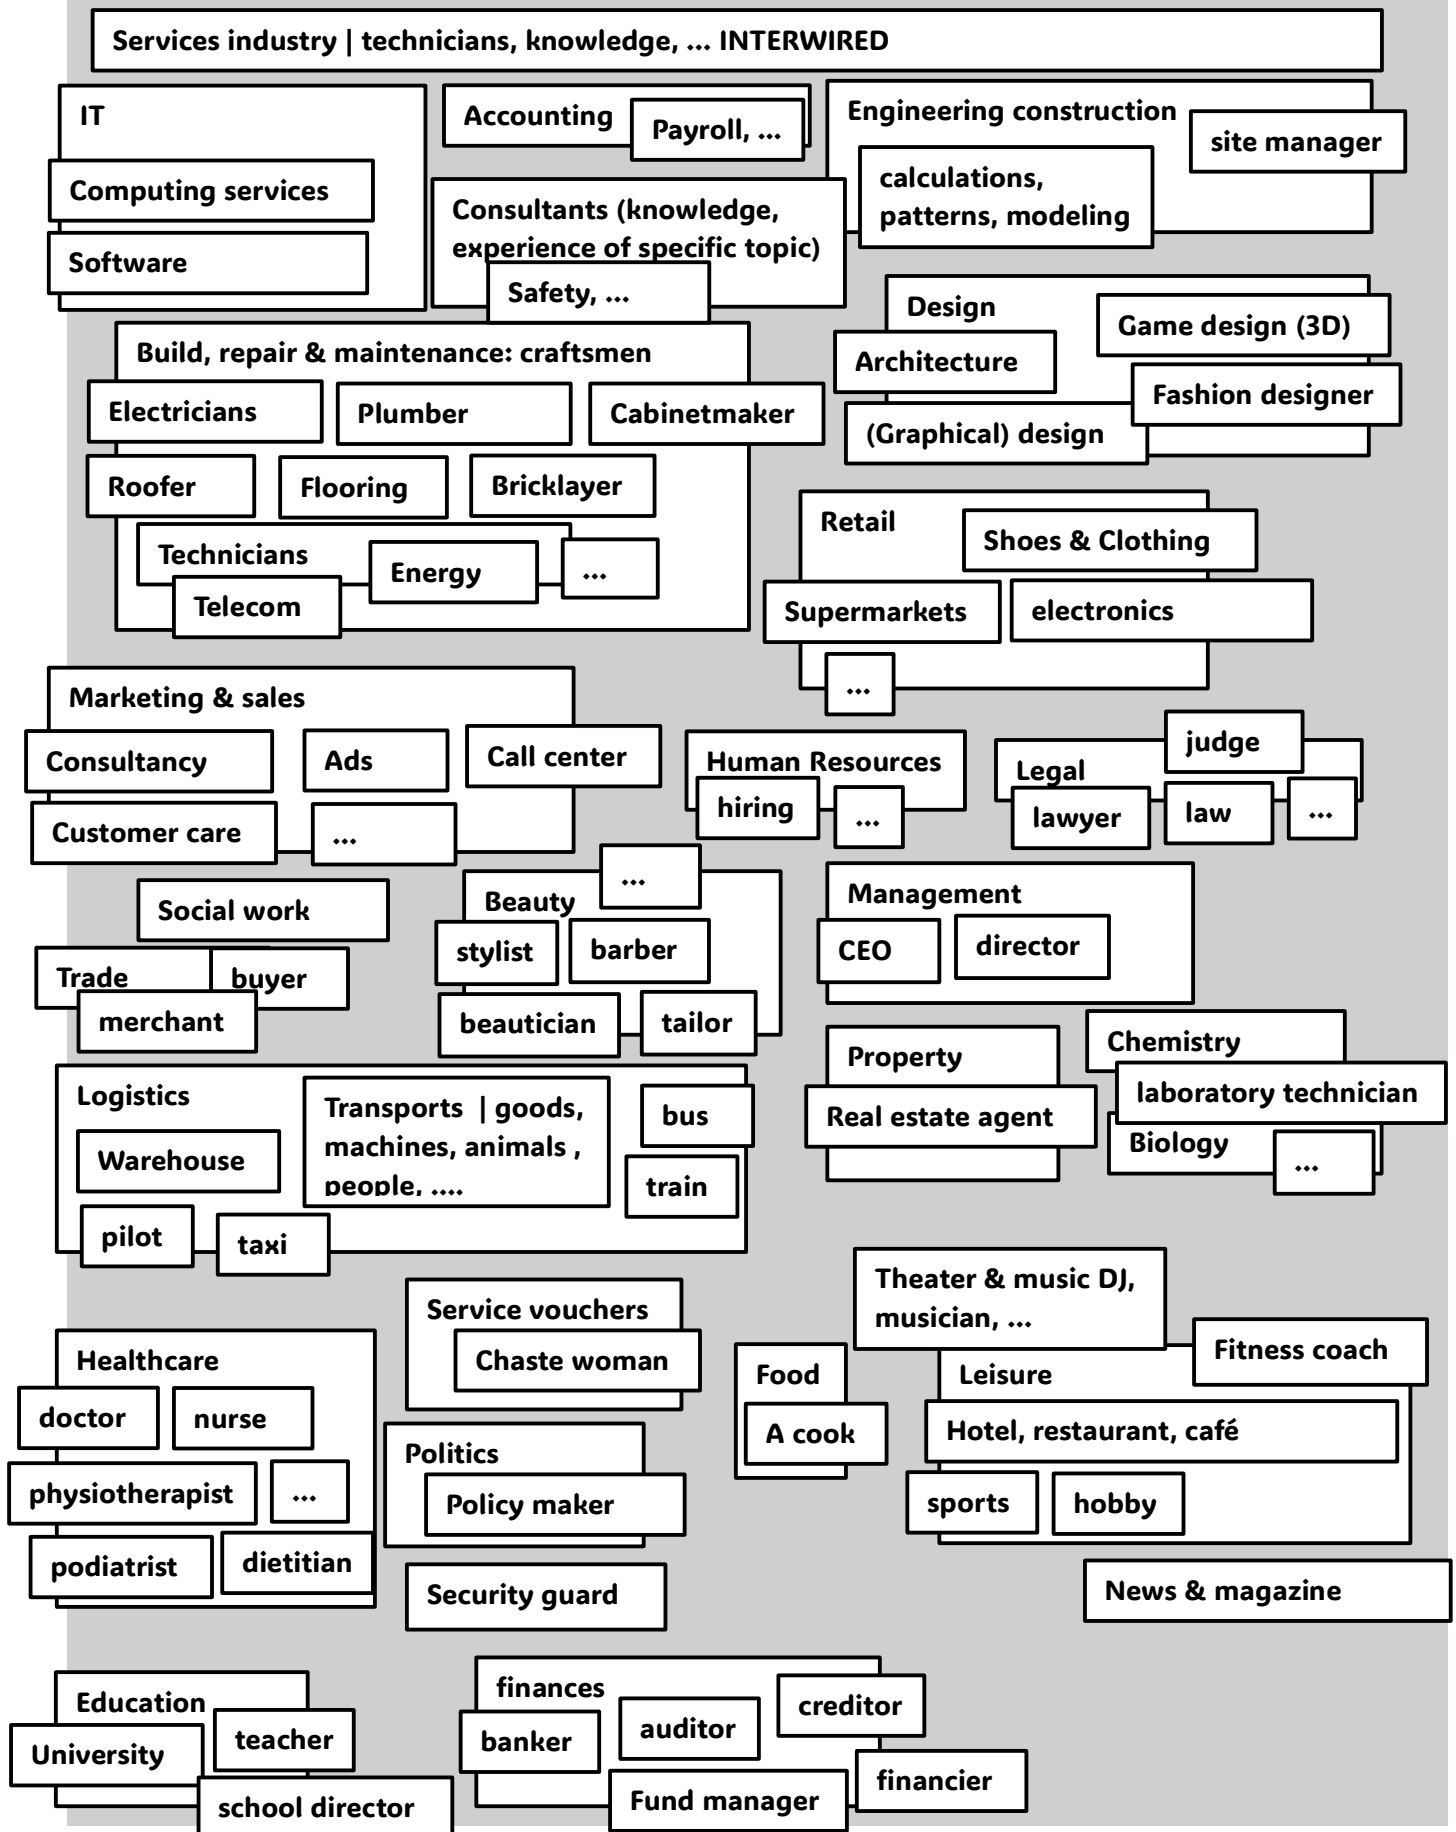 Services industry | technicians, knowledge, ... INTERWIRED
IT
Computing services
Software
Accounting
Payroll, ...
Consultants (knowledge,
experience of specific topic)
Safety, ...
Engineering construction
site manager
calculations,
patterns, modeling
Design
Game design (3D)
Architecture
Fashion designer
(Graphical) design
Build, repair & maintenance: craftsmen
Electricians
Plumber
Cabinetmaker
Roofer
Flooring
Bricklayer
Technicians
Energy
...
Telecom
Retail
Shoes & Clothing
Supermarkets
electronics
...
Marketing & sales
Consultancy
Ads
Call center
Customer care
...
Human Resources
hiring
...
Legal
judge
lawyer
law
...
Social work
Trade
buyer
merchant
Beauty
...
stylist
barber
beautician
tailor
Management
CEO
director
Property
Real estate agent
Chemistry
laboratory technician
Biology
...
Logistics
Transports | goods,
machines, animals ,
people, ....
bus
Warehouse
train
pilot
taxi
Service vouchers
Chaste woman
Theater & music DJ,
musician, ...
Healthcare
doctor
nurse
physiotherapist
...
podiatrist
dietitian
Politics
Policy maker
Security guard
Food
A cook
Leisure
Fitness coach
Hotel, restaurant, café
sports
hobby
News & magazine
Education
University
teacher
school director
finances
banker
auditor
creditor
Fund manager
financier